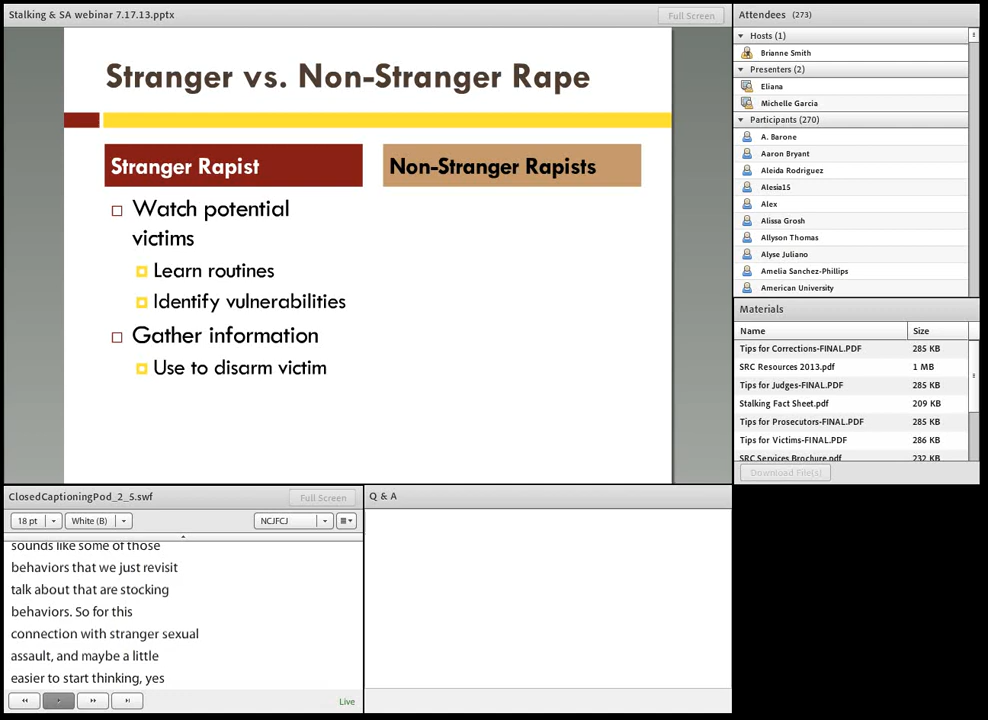 Stalking & SA webinar 7.17.13.pptx
Full Screen
Stranger vs. Non-Stranger Rape
Stranger Rapist
Non-Stranger Rapists
Watch potential
victims
Learn routines
Identify vulnerabilities
Gather information
Use to disarm victim
Attendees (273)
Hosts (1)
Brianne Smith
Presenters (2)
Eliana
Michelle Garcia
Participants (270)
A. Barone
Aaron Bryant
Aleida Rodriguez
Alesia15
Alex
Alissa Grosh
Allyson Thomas
Alyse Juliano
Amelia Sanchez-Phillips
American University
Materials
Name Size
Tips for Corrections-FINAL.PDF 285 KB
SRC Resources 2013.pdf 1 MB
Tips for Judges-FINAL.PDF 285 KB
Stalking Fact Sheet.pdf 209 KB
Tips for Prosecutors-FINAL.PDF 285 KB
Tips for Victims-FINAL.PDF 286 KB
SRC Services Brochure.pdf 232 KB
Download File(s)
ClosedCaptioningPod_2_5.swf
Full Screen
18 pt White (B) NCJFCJ
sounds like some of those
behaviors that we just revisit
talk about that are stocking
behaviors. So for this
connection with stranger sexual
assault, and maybe a little
easier to start thinking, yes
Live
Q & A